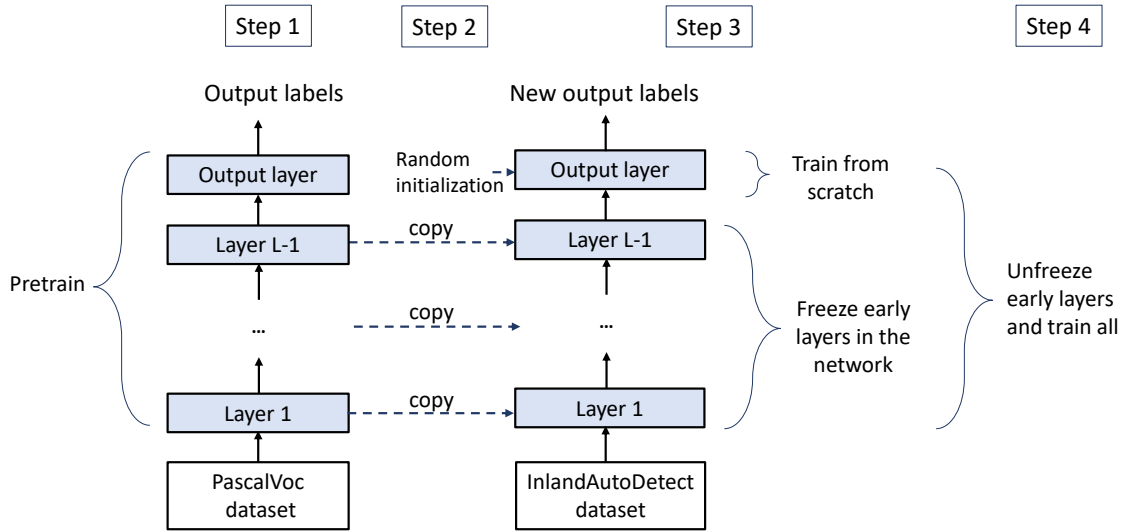 Step 1
Step 2
Step 3
Step 4
Output labels
New output labels
Output layer
Random
initialization
Output layer
Train from
scratch
Layer L-1
copy
Layer L-1
Pretrain
Unfreeze
early layers
and train all
...
copy
...
Freeze early
layers in the
network
Layer 1
copy
Layer 1
PascalVoc
dataset
InlandAutoDetect
dataset